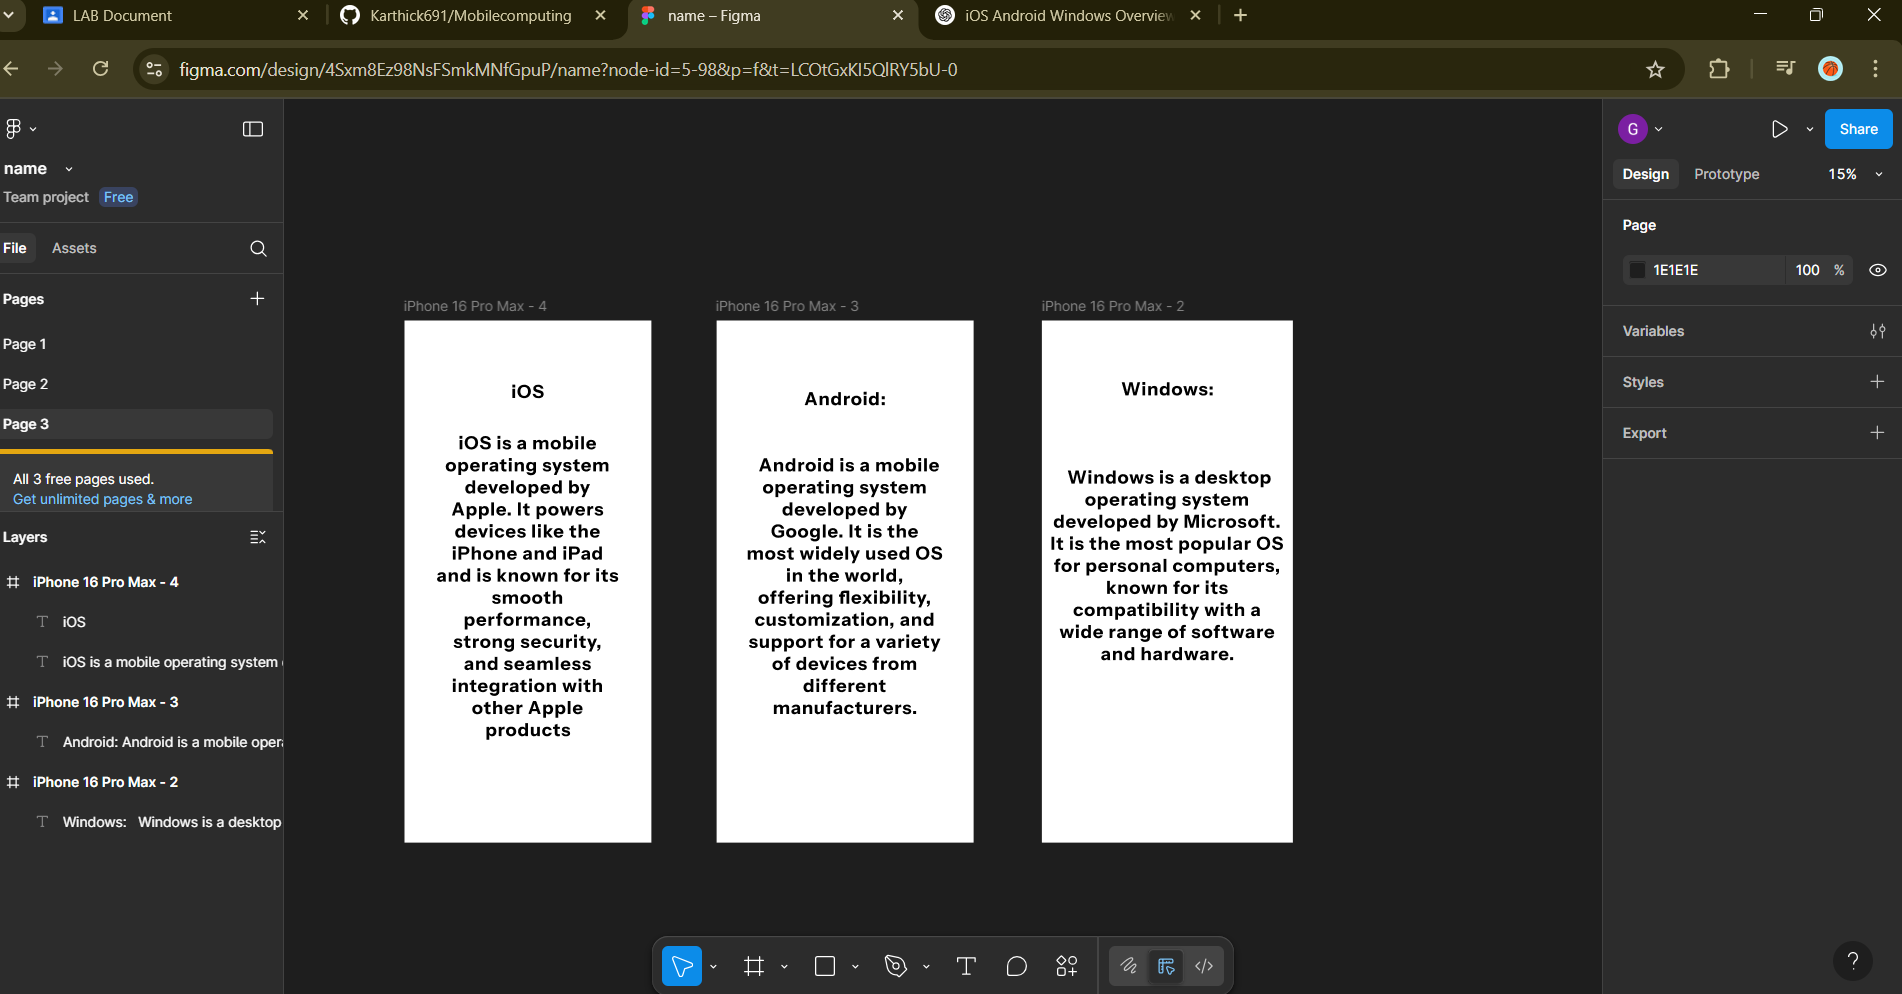 LAB Document
Karthick691/Mobilecomputing
name – Figma
iOS Android Windows Overview
figma.com/design/4Sxm8Ez98NsFSmkMNfGpuP/name?node-id=5-98&p=f&t=LCOtGxKI5QlRY5bU-0
name
Team project Free
File Assets
Pages
Page 1
Page 2
Page 3
All 3 free pages used.
Get unlimited pages & more
Layers
iPhone 16 Pro Max - 4
iOS
iOS is a mobile operating system
iPhone 16 Pro Max - 3
Android: Android is a mobile oper
iPhone 16 Pro Max - 2
Windows: Windows is a desktop
iPhone 16 Pro Max - 4
iOS
iOS is a mobile
operating system
developed by
Apple. It powers
devices like the
iPhone and iPad
and is known for its
smooth
performance,
strong security,
and seamless
integration with
other Apple
products
iPhone 16 Pro Max - 3
Android:
Android is a mobile
operating system
developed by
Google. It is the
most widely used OS
in the world,
offering flexibility,
customization, and
support for a variety
of devices from
different
manufacturers.
iPhone 16 Pro Max - 2
Windows:
Windows is a desktop
operating system
developed by Microsoft.
It is the most popular OS
for personal computers,
known for its
compatibility with a
wide range of software
and hardware.
G
Share
Design Prototype 15%
Page
1E1E1E 100 %
Variables
Styles
Export
?